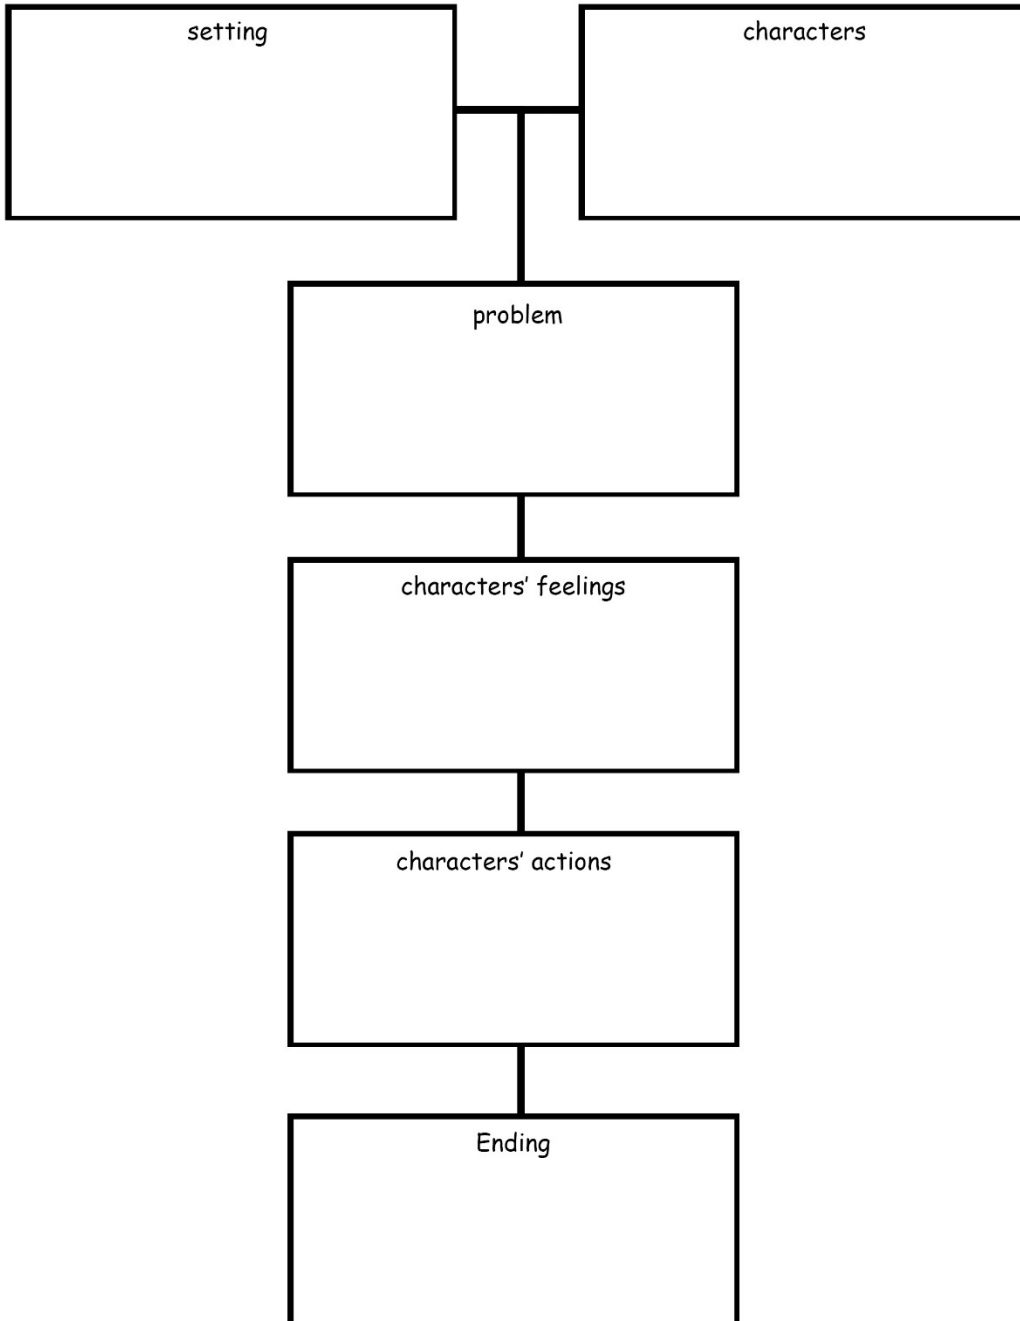 setting
characters
problem
characters’ feelings
characters’ actions
Ending